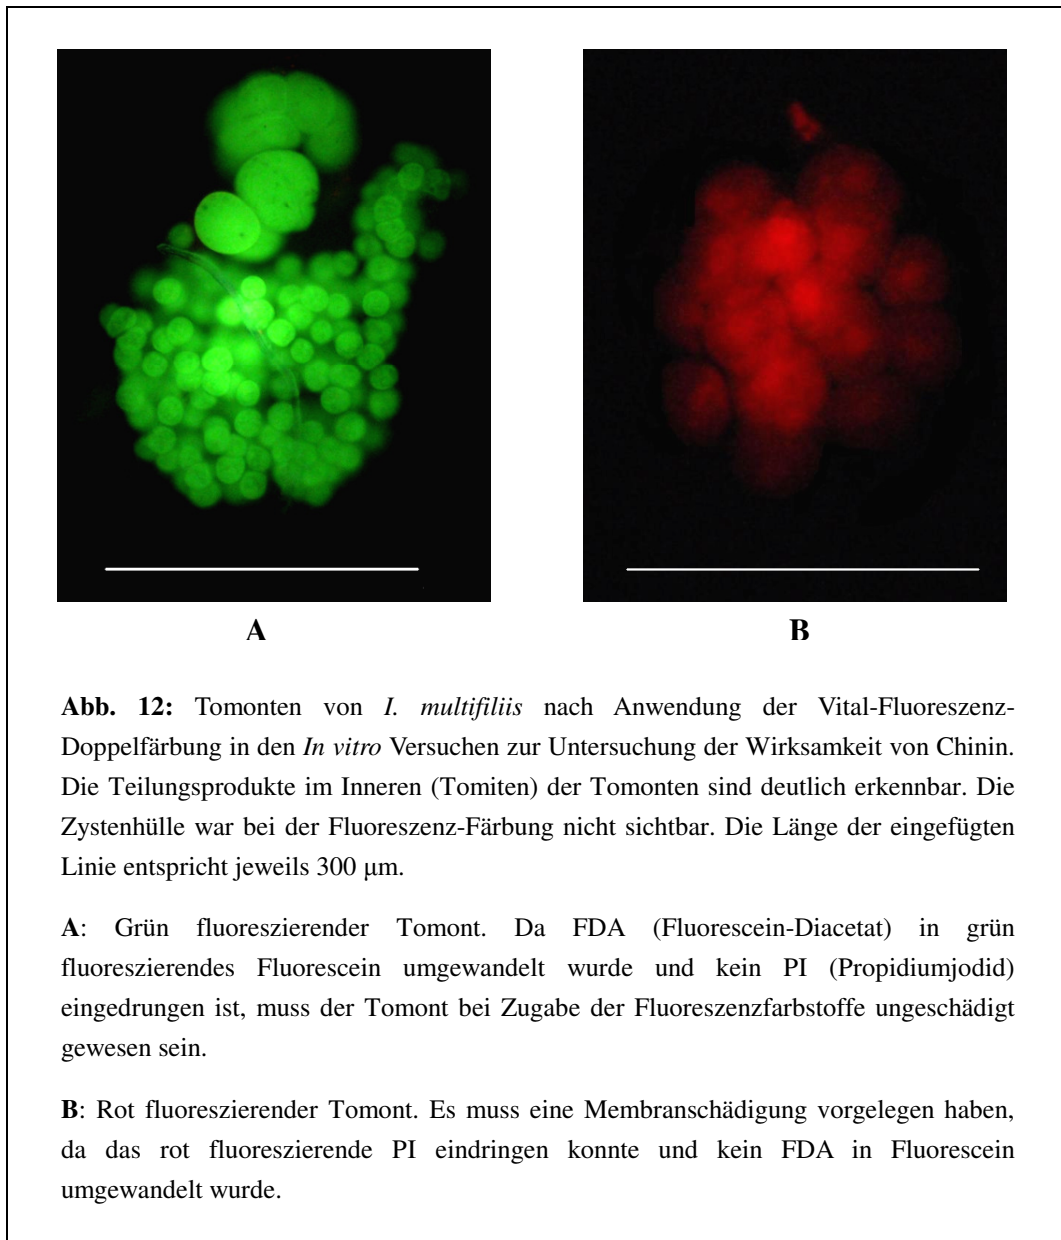 A
B
Abb. 12: Tomonten von I. multifiliis nach Anwendung der Vital-Fluoreszenz-
Doppelfärbung in den In vitro Versuchen zur Untersuchung der Wirksamkeit von Chinin.
Die Teilungsprodukte im Inneren (Tomiten) der Tomonten sind deutlich erkennbar. Die
Zystenhülle war bei der Fluoreszenz-Färbung nicht sichtbar. Die Länge der eingefügten
Linie entspricht jeweils 300 µm.
A: Grün fluoreszierender Tomont. Da FDA (Fluorescein-Diacetat) in grün
fluoreszierendes Fluorescein umgewandelt wurde und kein PI (Propidiumjodid)
eingedrungen ist, muss der Tomont bei Zugabe der Fluoreszenzfarbstoffe ungeschädigt
gewesen sein.
B: Rot fluoreszierender Tomont. Es muss eine Membranschädigung vorgelegen haben,
da das rot fluoreszierende PI eindringen konnte und kein FDA in Fluorescein
umgewandelt wurde.